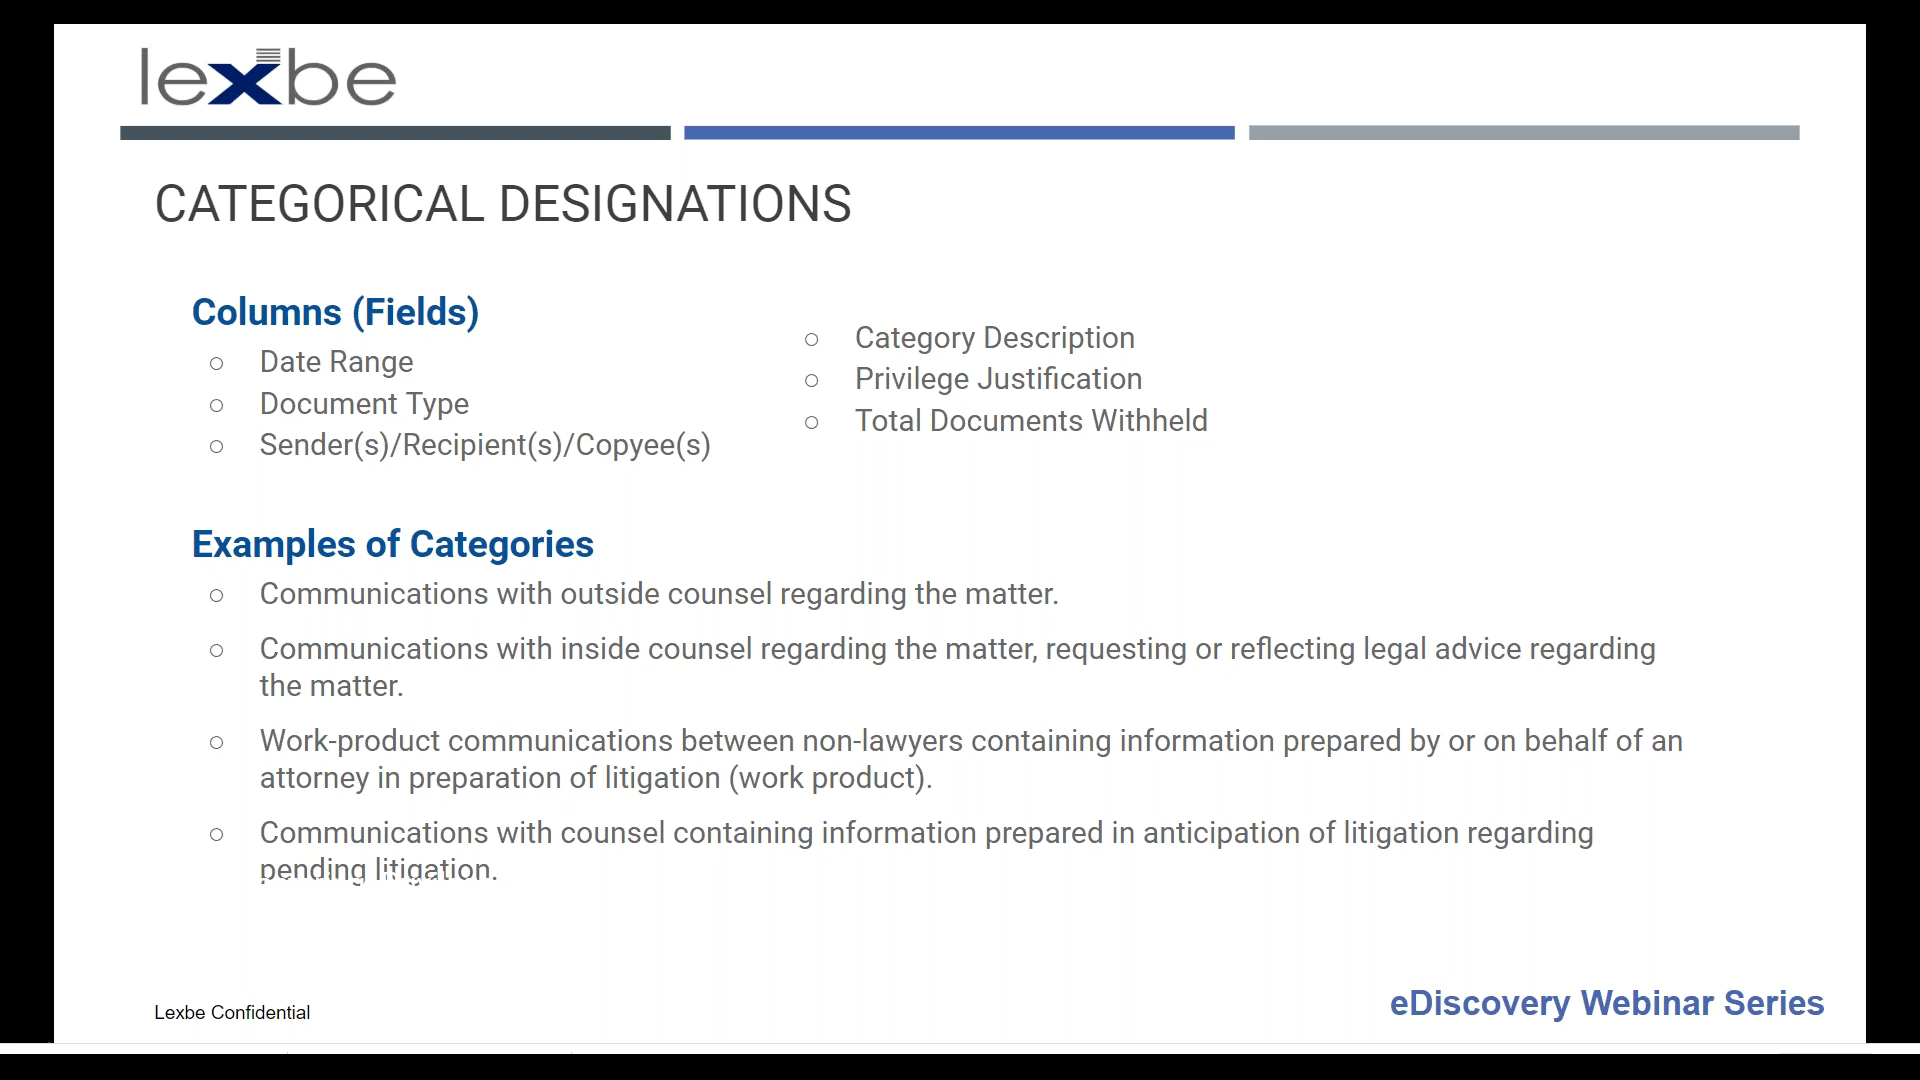 lexbe
CATEGORICAL DESIGNATIONS
Columns (Fields)
Date Range
Document Type
Sender(s)/Recipient(s)/Copyee(s)
Category Description
Privilege Justification
Total Documents Withheld
Examples of Categories
Communications with outside counsel regarding the matter.
Communications with inside counsel regarding the matter, requesting or reflecting legal advice regarding
the matter.
Work-product communications between non-lawyers containing information prepared by or on behalf of an
attorney in preparation of litigation (work product).
Communications with counsel containing information prepared in anticipation of litigation regarding
pending litigation.
Lexbe Confidential
eDiscovery Webinar Series